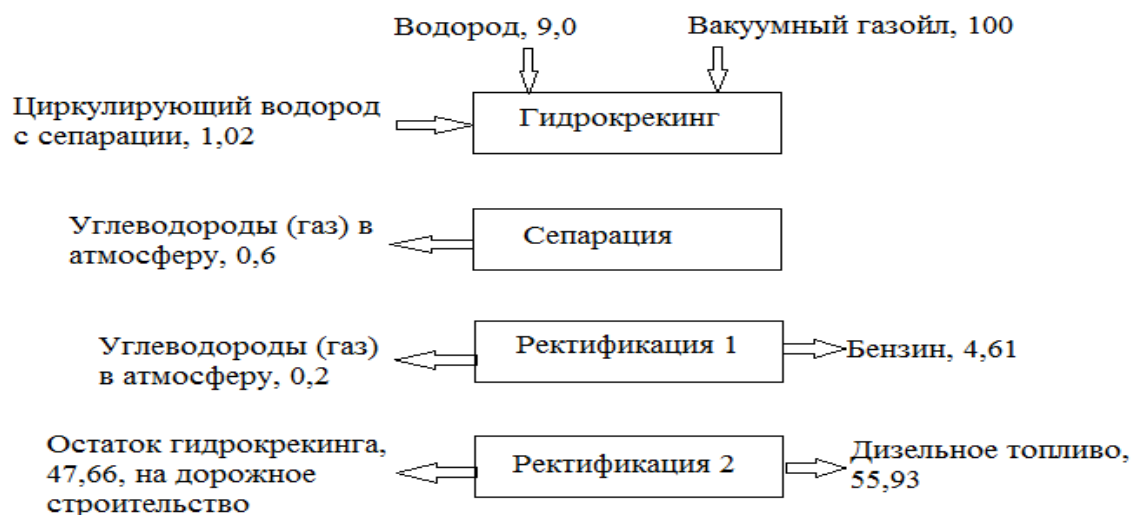 Водород, 9,0
Вакуумный газойл, 100
Циркулирующий водород
с сепарации, 1,02
Гидрокрекинг
Углеводороды (газ) в
атмосферу, 0,6
Сепарация
Углеводороды (газ)
в атмосферу, 0,2
Ректификация 1
Бензин, 4,61
Остаток гидрокрекинга,
47,66, на дорожное
строительство
Ректификация 2
Дизельное топливо,
55,93